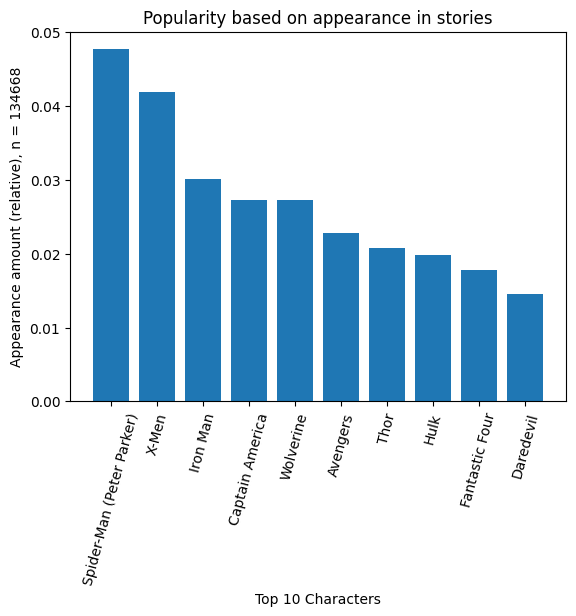 Popularity based on appearance in stories
Appearance amount (relative), n = 134668
0.05
0.04
0.03
0.02
0.01
0.00
Spider-Man (Peter Parker)
X-Men
Iron Man
Captain America
Wolverine
Avengers
Thor
Hulk
Fantastic Four
Daredevil
Top 10 Characters